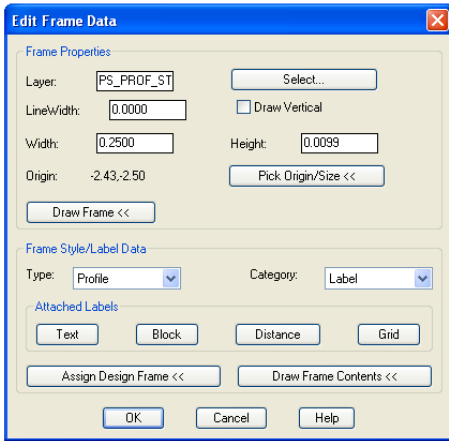 Edit Frame Data
Frame Properties
Layer: PS_PROF_ST Select...
LineWidth: 0.0000 Draw Vertical
Width: 0.2500 Height: 0.0099
Origin: -2.43,-2.50 Pick Origin/Size <<
Draw Frame <<
Frame Style/Label Data
Type: Profile Category: Label
Attached Labels
Text Block Distance Grid
Assign Design Frame << Draw Frame Contents <<
OK Cancel Help